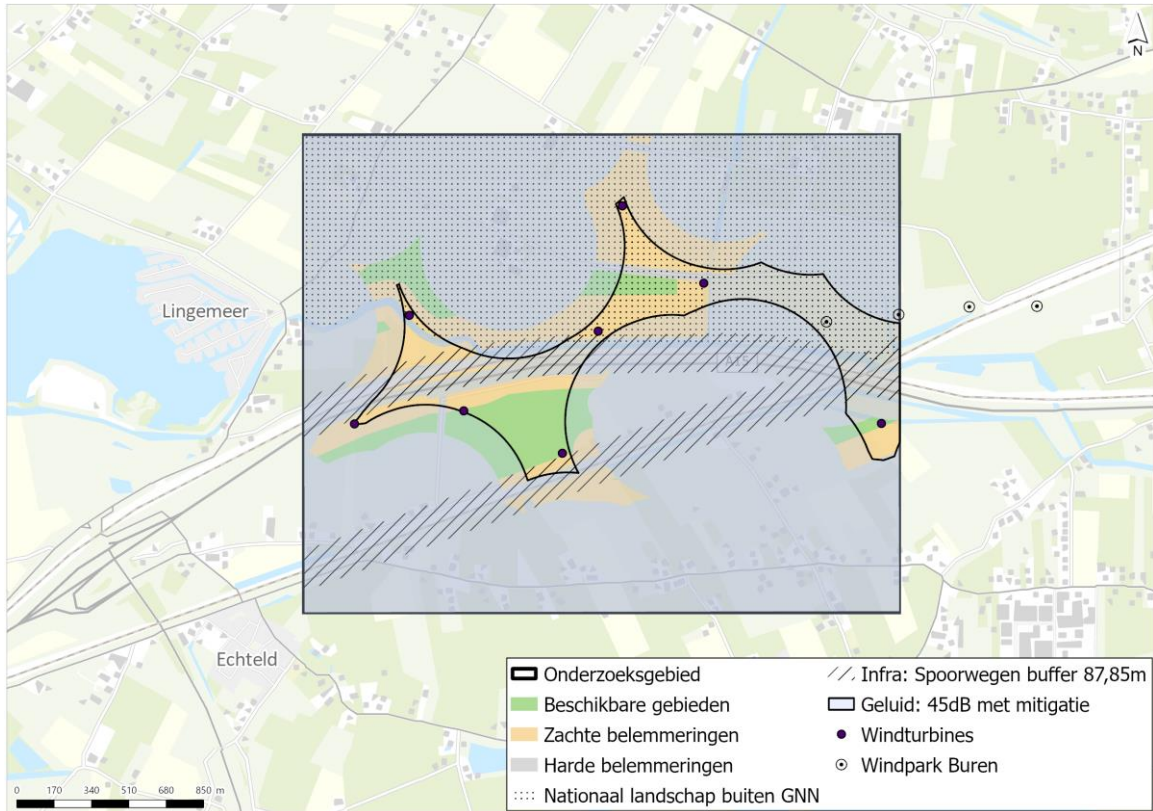 N
Lingemeer
A15
Echteld
Onderzoeksgebied
Beschikbare gebieden
Zachte belemmeringen
Harde belemmeringen
Nationaal landschap buiten GNN
Infra: Spoorwegen buffer 87,85m
Geluid: 45dB met mitigatie
Windturbines
Windpark Buren
0 170 340 510 680 850 m